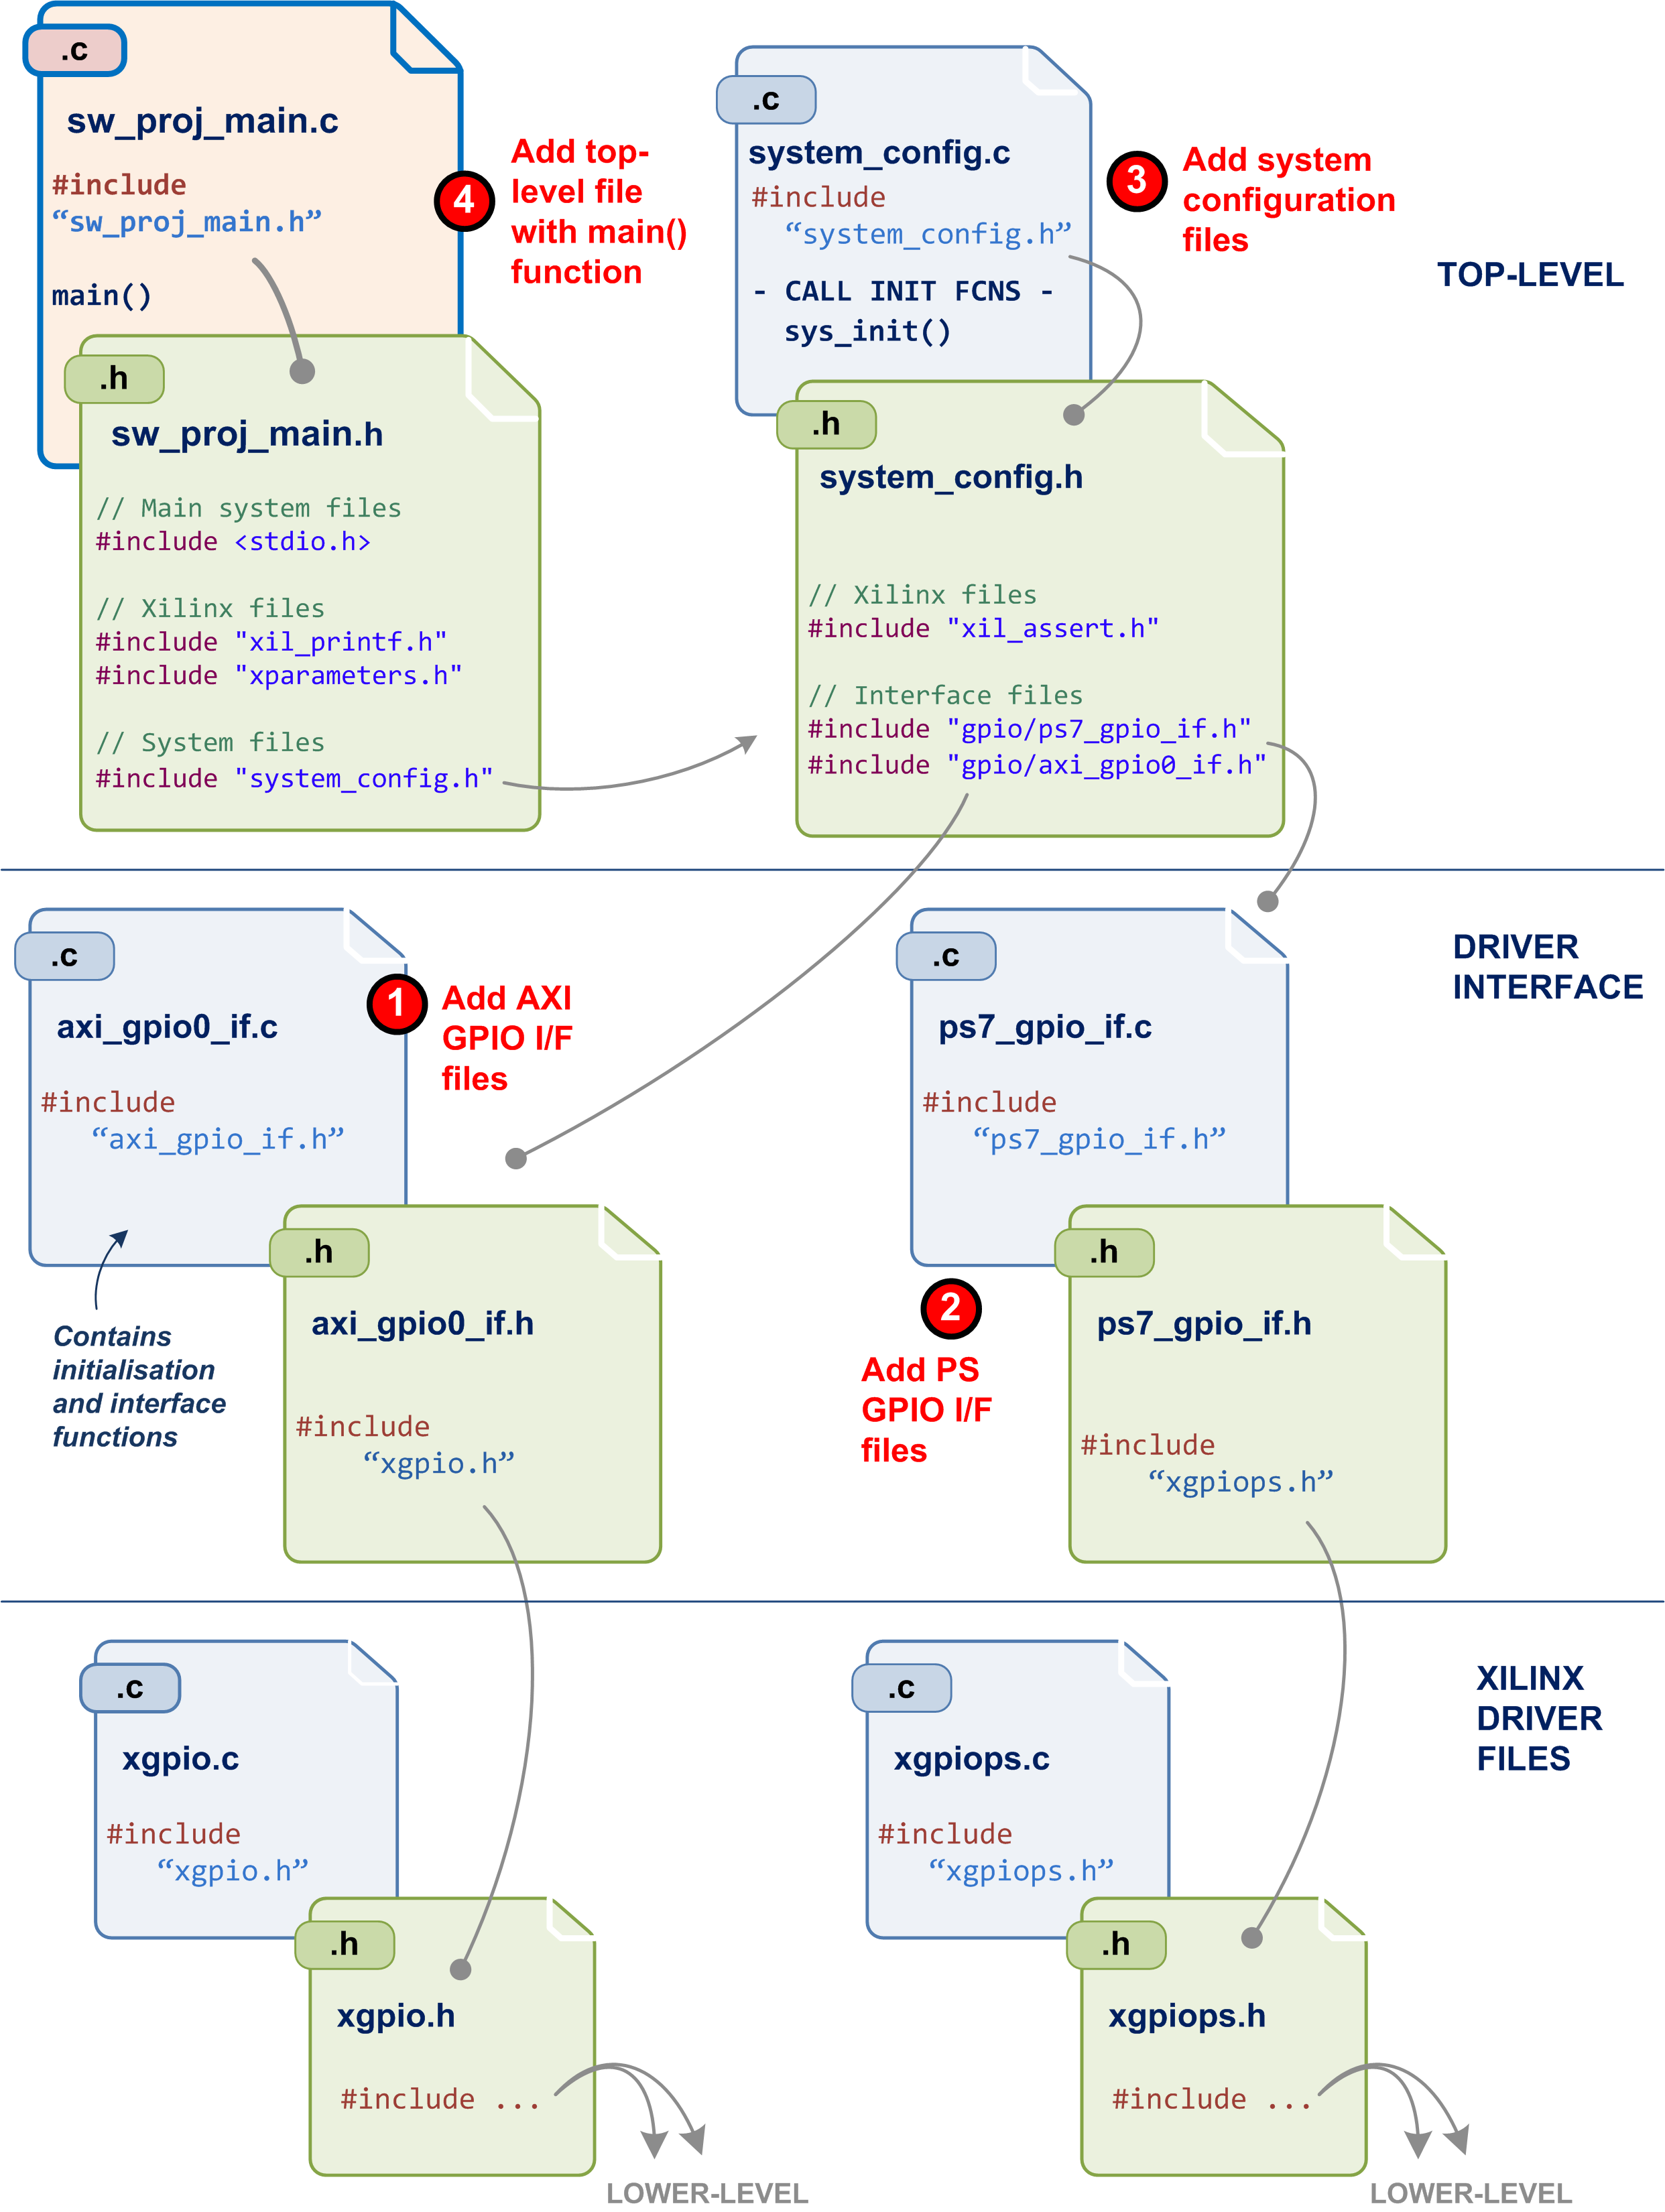 .c
sw_proj_main.c
#include
“sw_proj_main.h”
main()
4
Add top-
level file
with main()
function
.h
sw_proj_main.h
// Main system files
#include <stdio.h>
// Xilinx files
#include "xil_printf.h"
#include "xparameters.h"
// System files
#include "system_config.h"
.c
system_config.c
#include
“system_config.h”
- CALL INIT FCNS -
sys_init()
3
Add system
configuration
files
TOP-LEVEL
.h
system_config.h
// Xilinx files
#include "xil_assert.h"
// Interface files
#include "gpio/ps7_gpio_if.h"
#include "gpio/axi_gpio0_if.h"
.c
axi_gpio0_if.c
#include
“axi_gpio_if.h”
1
Add AXI
GPIO I/F
files
Contains
initialisation
and interface
functions
.h
axi_gpio0_if.h
#include
“xgpio.h”
.c
ps7_gpio_if.c
#include
“ps7_gpio_if.h”
DRIVER
INTERFACE
2
Add PS
GPIO I/F
files
.h
ps7_gpio_if.h
#include
“xgpiops.h”
.c
xgpio.c
#include
“xgpio.h”
.h
xgpio.h
#include ...
LOWER-LEVEL
.c
xgpiops.c
#include
“xgpiops.h”
XILINX
DRIVER
FILES
.h
xgpiops.h
#include ...
LOWER-LEVEL